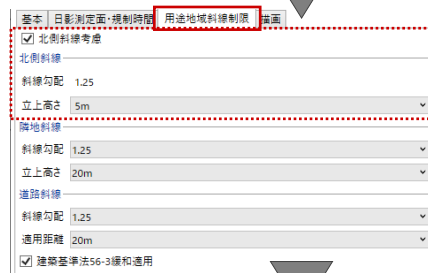 基本 日影測定面・規制時間 用途地域斜線制限 描画
北側斜線考慮
北側斜線
斜線勾配 1.25
立上高さ 5m
隣地斜線
斜線勾配 1.25
立上高さ 20m
道路斜線
斜線勾配 1.25
適用距離 20m
建築基準法56-3緩和適用